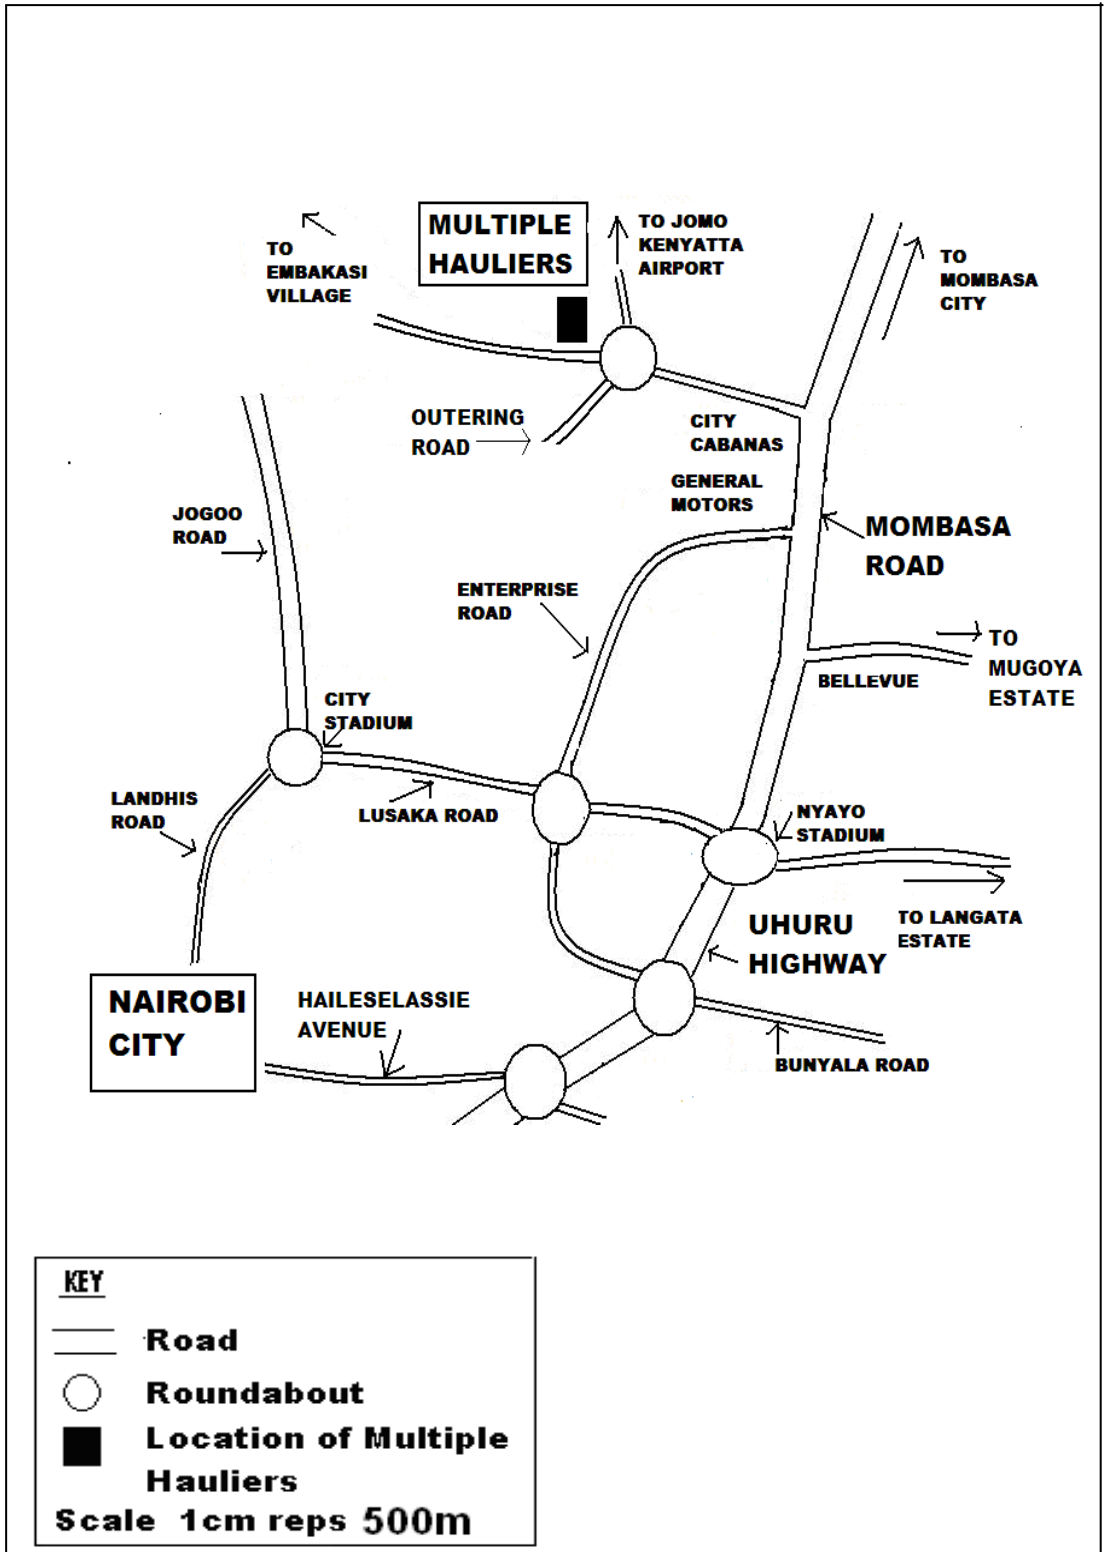 MULTIPLE
HAULIERS
TO JOMO
KENYATTA
AIRPORT
TO
EMBAKASI
VILLAGE
TO
MOMBASA
CITY
OUTERING
ROAD
CITY
CABANAS
GENERAL
MOTORS
JOGOO
ROAD
MOMBASA
ROAD
ENTERPRISE
ROAD
TO
MUGOYA
ESTATE
BELLEVUE
CITY
STADIUM
LANDHIS
ROAD
LUSAKA ROAD
NYAYO
STADIUM
TO LANGATA
ESTATE
UHURU
HIGHWAY
NAIROBI
CITY
HAILESELASSIE
AVENUE
BUNYALA ROAD
KEY
Road
Roundabout
Location of Multiple
Hauliers
Scale 1cm reps 500m